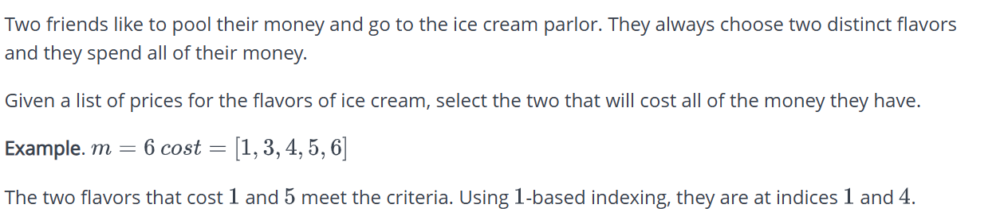 Two friends like to pool their money and go to the ice cream parlor. They always choose two distinct flavors
and they spend all of their money.
Given a list of prices for the flavors of ice cream, select the two that will cost all of the money they have.
Example. m = 6 cost = [1, 3, 4, 5, 6]
The two flavors that cost 1 and 5 meet the criteria. Using 1-based indexing, they are at indices 1 and 4.